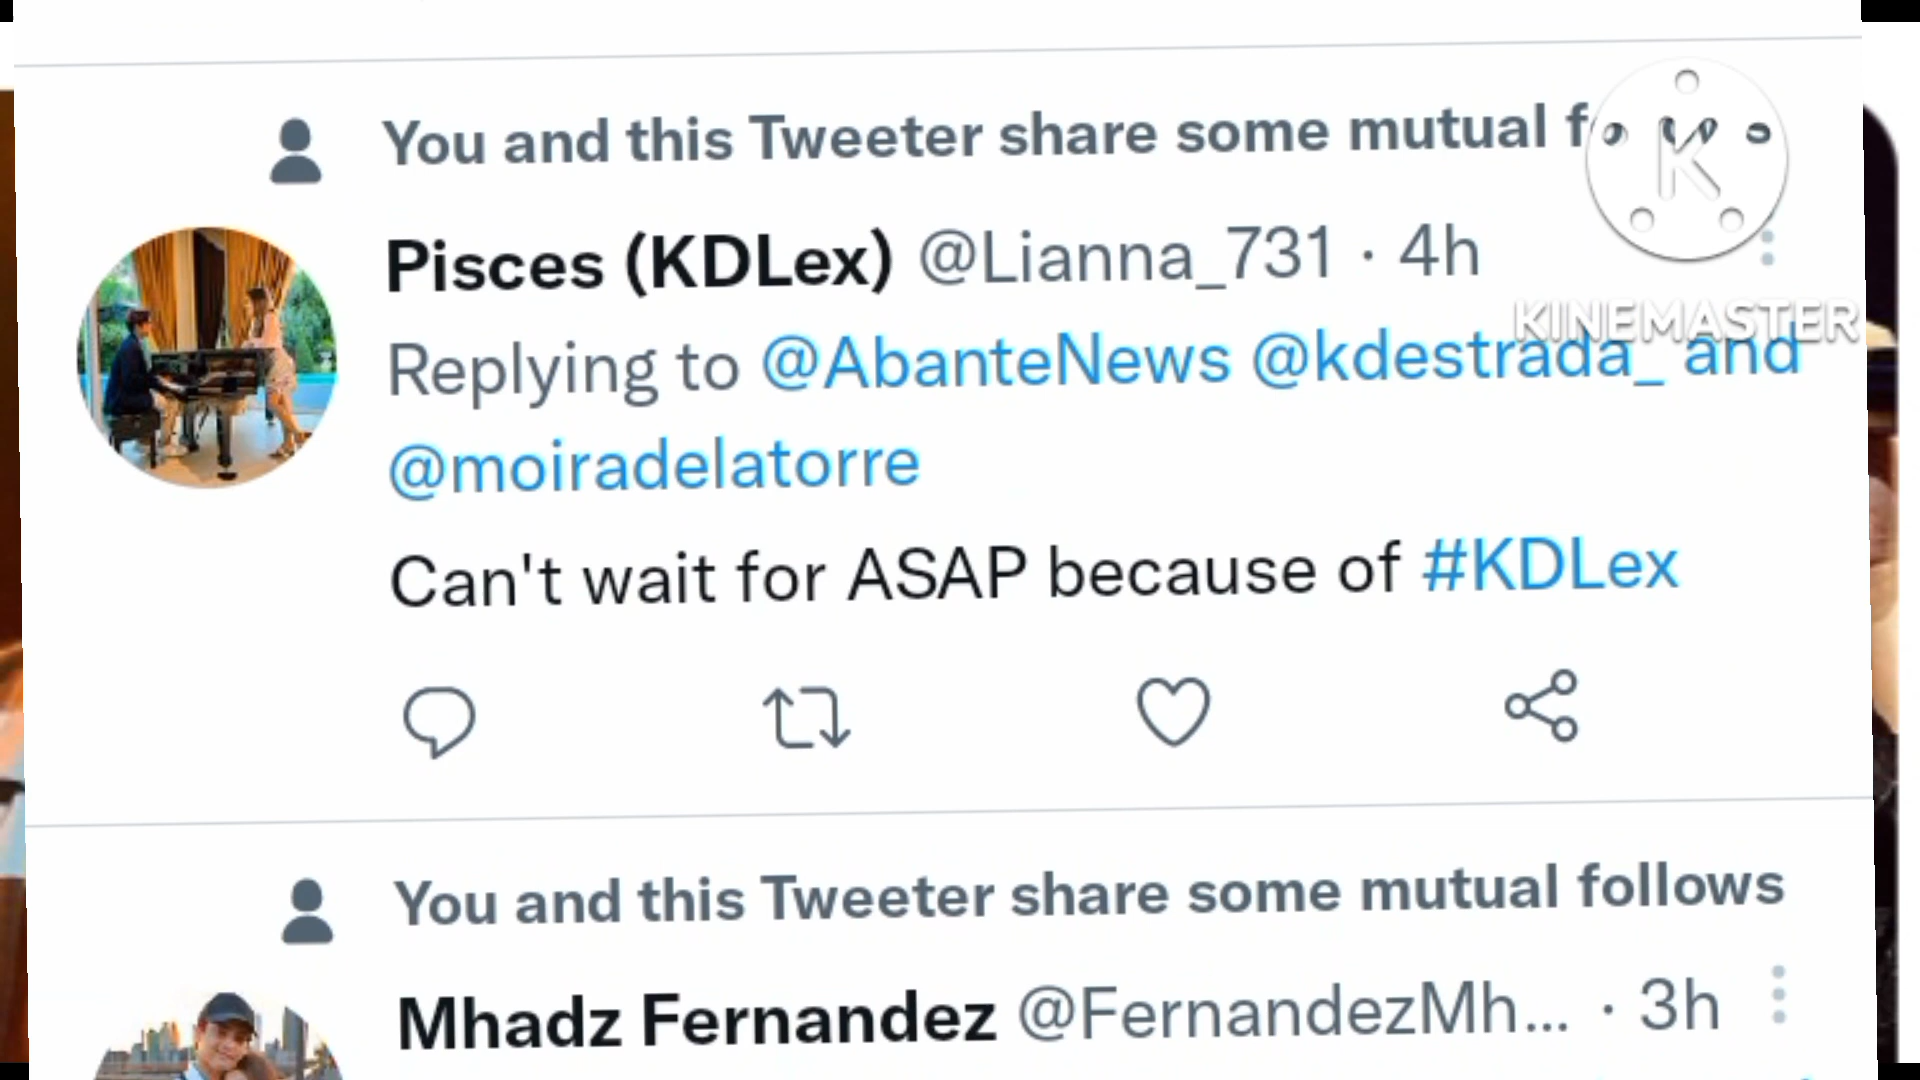 You and this Tweeter share some mutual
Pisces (KDLex) @Lianna_731 · 4h
KINEMASTER
Replying to @AbanteNews @kdestrada_ and
@moiradelatorre
Can't wait for ASAP because of #KDLex
You and this Tweeter share some mutual follows
Mhadz Fernandez @FernandezMh... · 3h